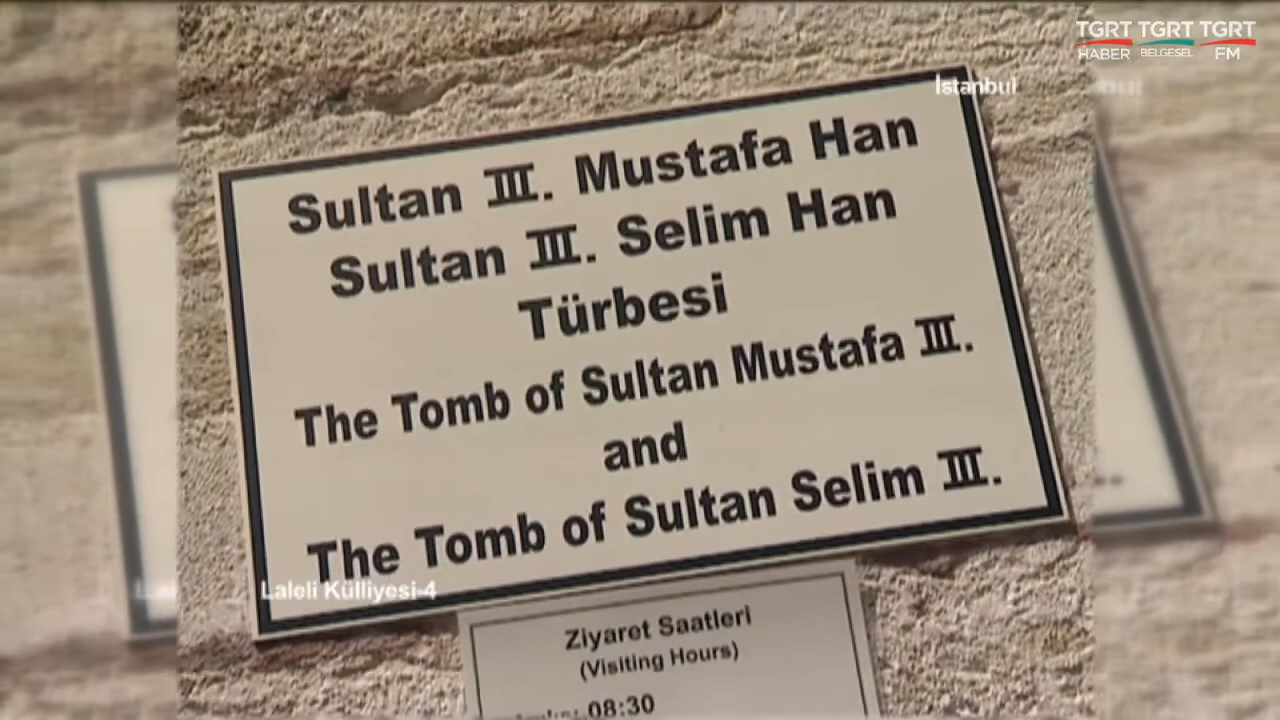 TGRT HABER TGRT BELGESEL TGRT FM
İstanbul
Sultan III. Mustafa Han
Sultan III. Selim Han
Türbesi
The Tomb of Sultan Mustafa III.
and
The Tomb of Sultan Selim III.
Laleli Külliyesi-4
Ziyaret Saatleri
(Visiting Hours)
08:30